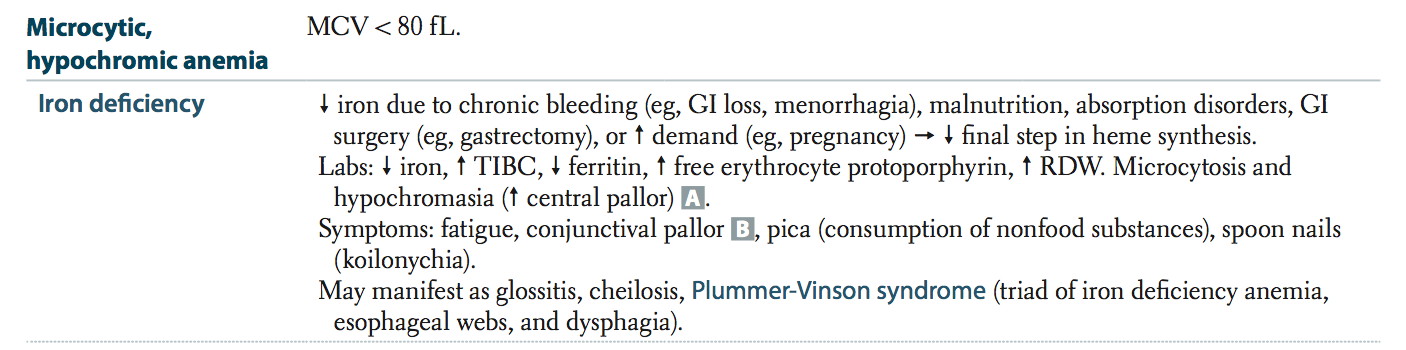 Microcytic, MCV < 80 fL.
hypochromic anemia
Iron deficiency ↓ iron due to chronic bleeding (eg, GI loss, menorrhagia), malnutrition, absorption disorders, GI
surgery (eg, gastrectomy), or ↑ demand (eg, pregnancy) → ↓ final step in heme synthesis.
Labs: ↓ iron, ↑ TIBC, ↓ ferritin, ↑ free erythrocyte protoporphyrin, ↑ RDW. Microcytosis and
hypochromasia (↑ central pallor) A.
Symptoms: fatigue, conjunctival pallor B, pica (consumption of nonfood substances), spoon nails
(koilonychia).
May manifest as glossitis, cheilosis, Plummer-Vinson syndrome (triad of iron deficiency anemia,
esophageal webs, and dysphagia).